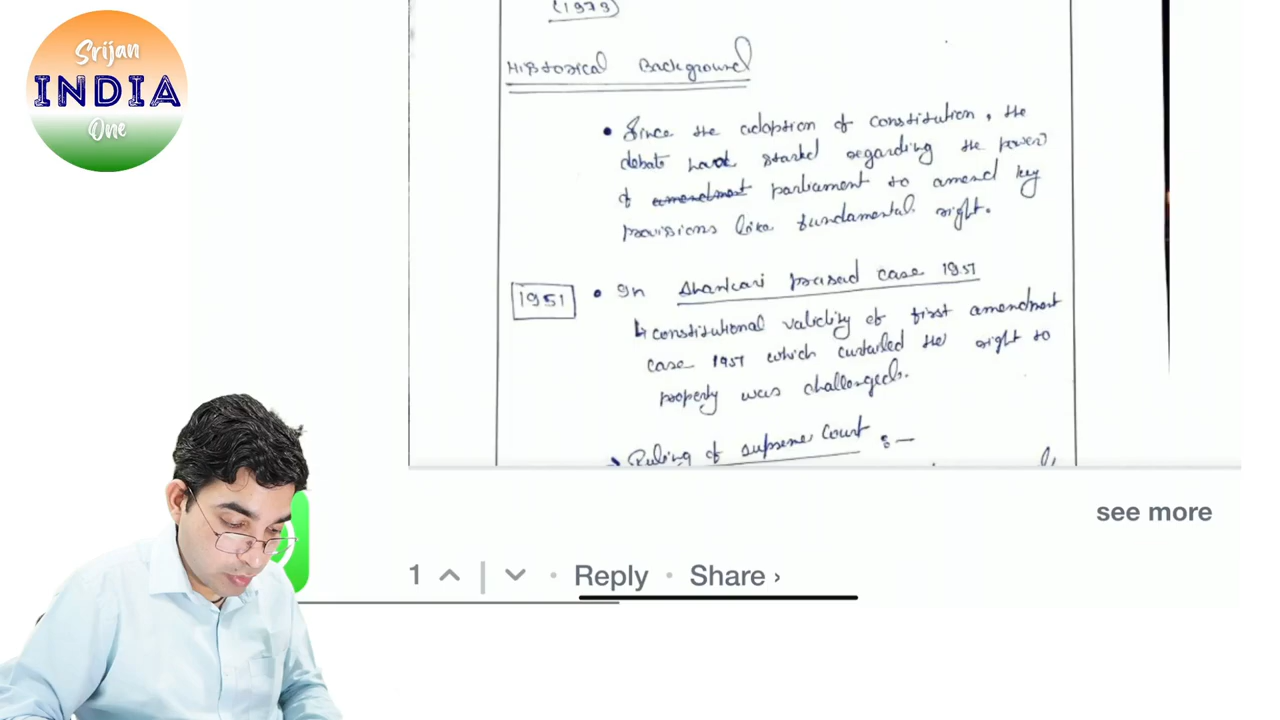 Srijan
INDIA
One
(1973)
Historical Background
• Since the adoption of constitution, the
debate started regarding the power
of amendment parliament to amend key
provisions like fundamental right.
1951
• In Shankari prasad case 1951
↳ constitutional validity of first amendment
case 1951 which curtailed the right to
property was challenged.
Ruling of supreme Court :-
see more
1
Reply • Share ›